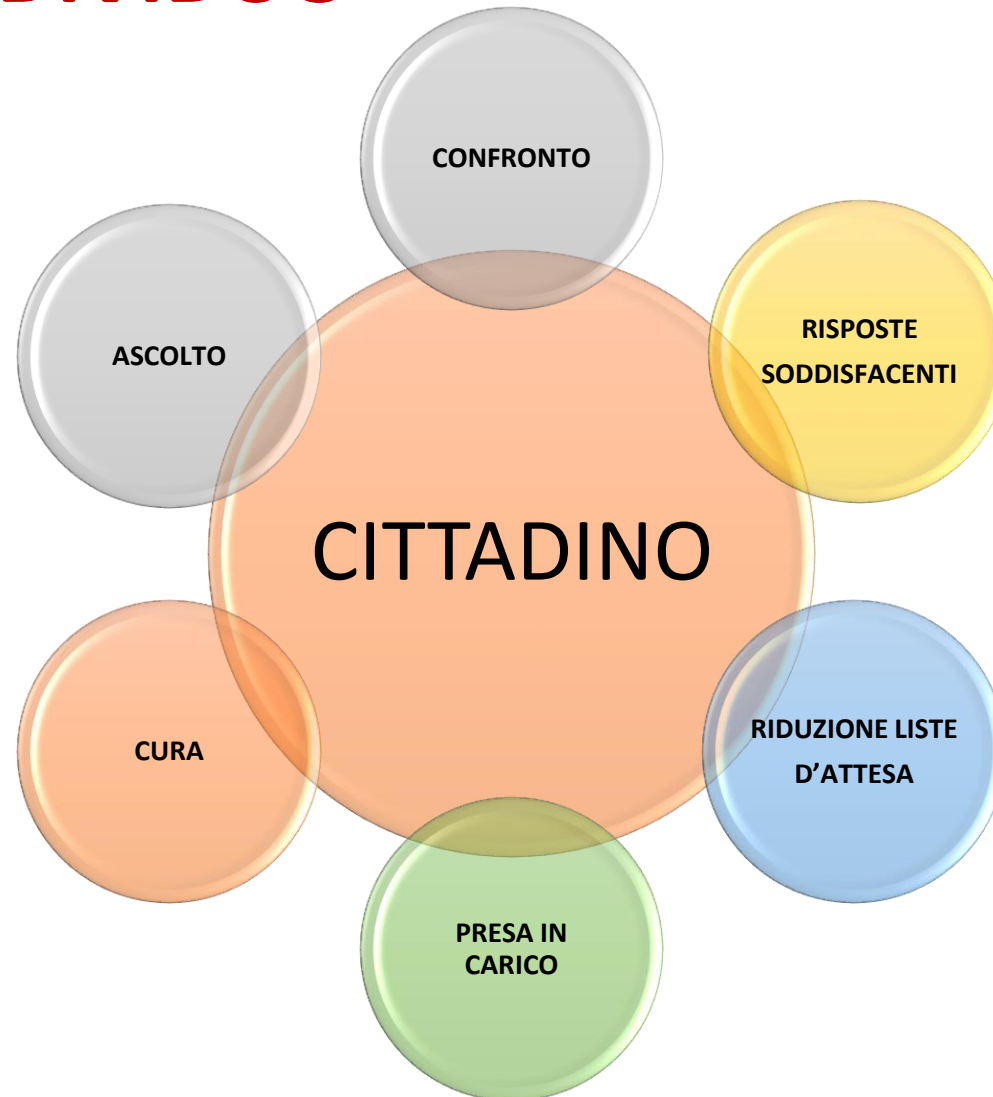 CONFRONTO
RISPOSTE
SODDISFACENTI
ASCOLTO
CITTADINO
RIDUZIONE LISTE
D’ATTESA
CURA
PRESA IN
CARICO